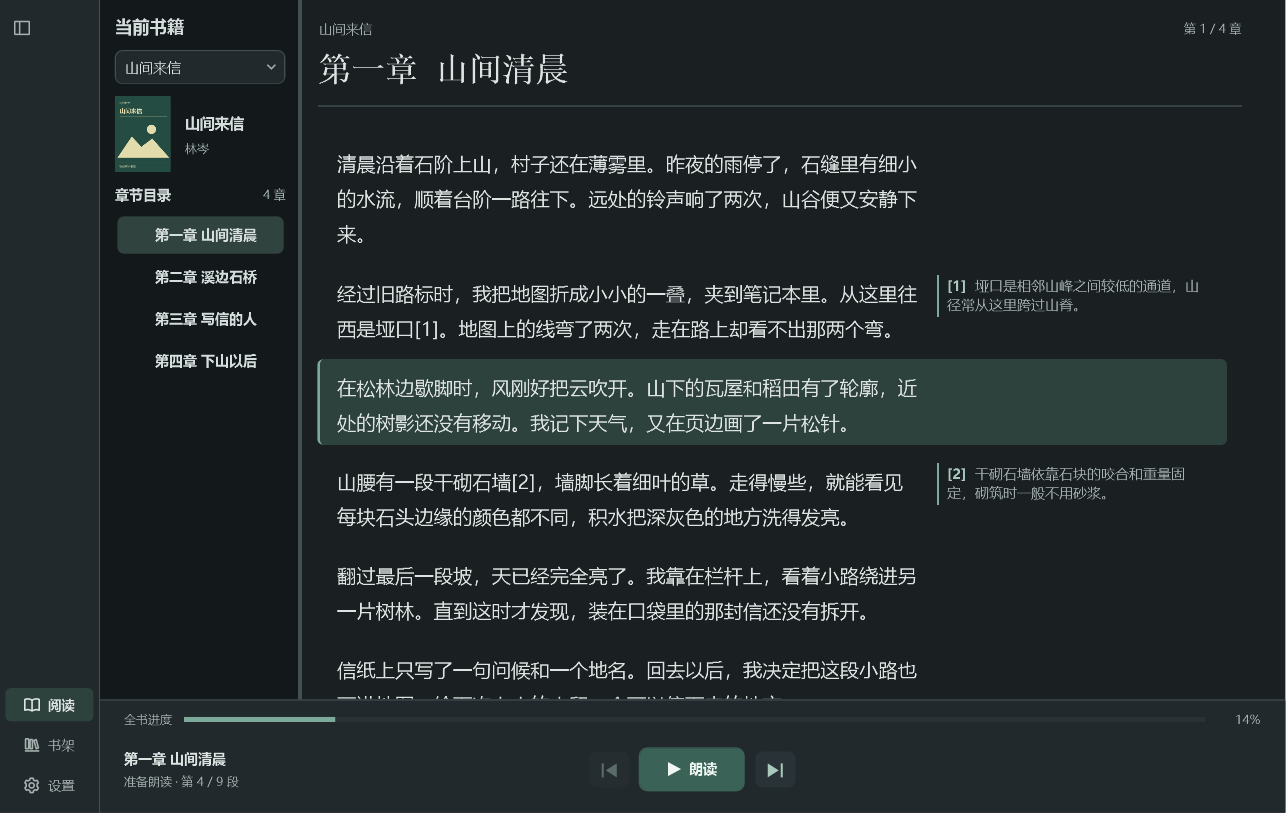 当前书籍
山间来信
山间来信
山间来信
林岑
章节目录
4 章
第一章 山间清晨
第二章 溪边石桥
第三章 写信的人
第四章 下山以后
阅读
书架
设置
山间来信
第 1 / 4 章
第一章 山间清晨
清晨沿着石阶上山，村子还在薄雾里。昨夜的雨停了，石缝里有细小
的水流，顺着台阶一路往下。远处的铃声响了两次，山谷便又安静下
来。
经过旧路标时，我把地图折成小小的一叠，夹到笔记本里。从这里往
西是垭口[1]。地图上的线弯了两次，走在路上却看不出那两个弯。
[1] 垭口是相邻山峰之间较低的通道，山
径常从这里跨过山脊。
在松林边歇脚时，风刚好把云吹开。山下的瓦屋和稻田有了轮廓，近
处的树影还没有移动。我记下天气，又在页边画了一片松针。
山腰有一段干砌石墙[2]，墙脚长着细叶的草。走得慢些，就能看见
每块石头边缘的颜色都不同，积水把深灰色的地方洗得发亮。
[2] 干砌石墙依靠石块的咬合和重量固
定，砌筑时一般不用砂浆。
翻过最后一段坡，天已经完全亮了。我靠在栏杆上，看着小路绕进另
一片树林。直到这时才发现，装在口袋里的那封信还没有拆开。
信纸上只写了一句问候和一个地名。回去以后，我决定把这段小路也
全书进度
14%
第一章 山间清晨
准备朗读 · 第 4 / 9 段
朗读